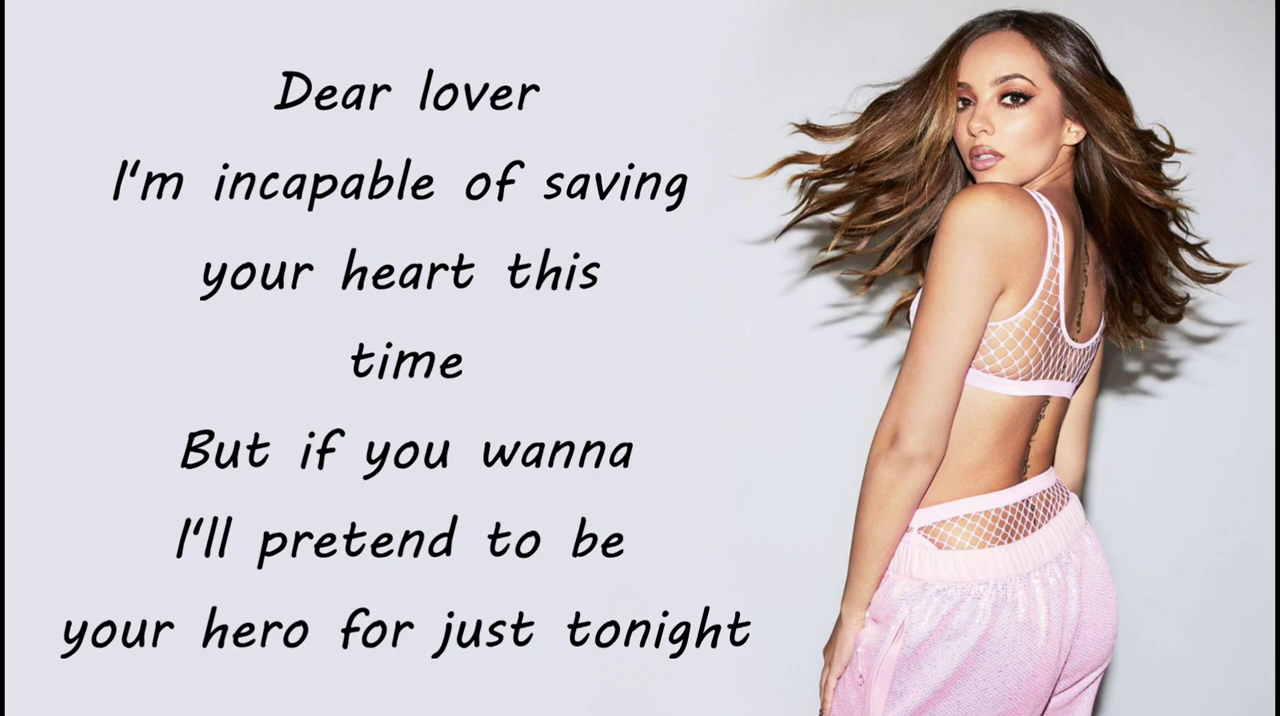 Dear lover
I'm incapable of saving
your heart this
time
But if you wanna
I'll pretend to be
your hero for just tonight